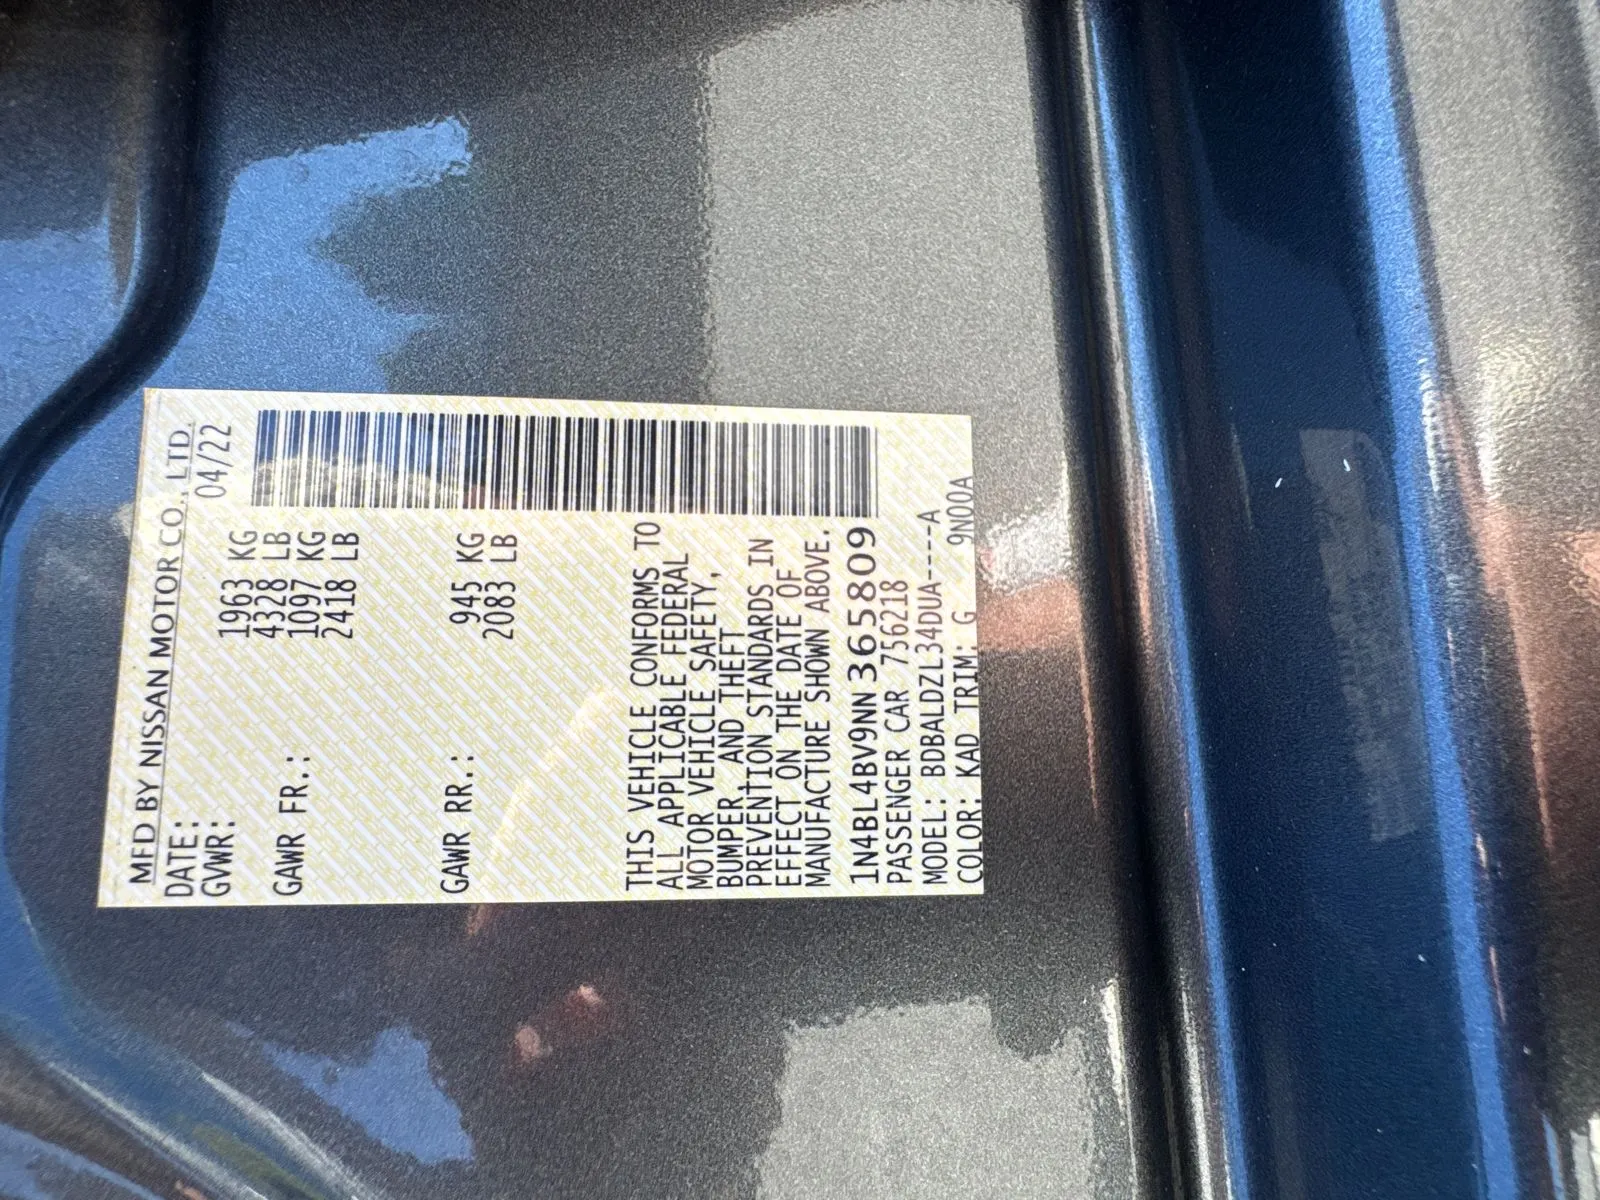 MFD BY NISSAN MOTOR CO., LTD.
DATE: 04/22
GVWR: 1963 KG
4328 LB
GAWR FR.: 1097 KG
2418 LB
GAWR RR.: 945 KG
2083 LB
THIS VEHICLE CONFORMS TO
ALL APPLICABLE FEDERAL
MOTOR VEHICLE SAFETY,
BUMPER, AND THEFT
PREVENTION STANDARDS IN
EFFECT ON THE DATE OF
MANUFACTURE SHOWN ABOVE.
1N4BL4BV9NN365809
PASSENGER CAR 756218
MODEL: BDBALDZL34DUA-----A
COLOR: KAD TRIM: G 9N00A